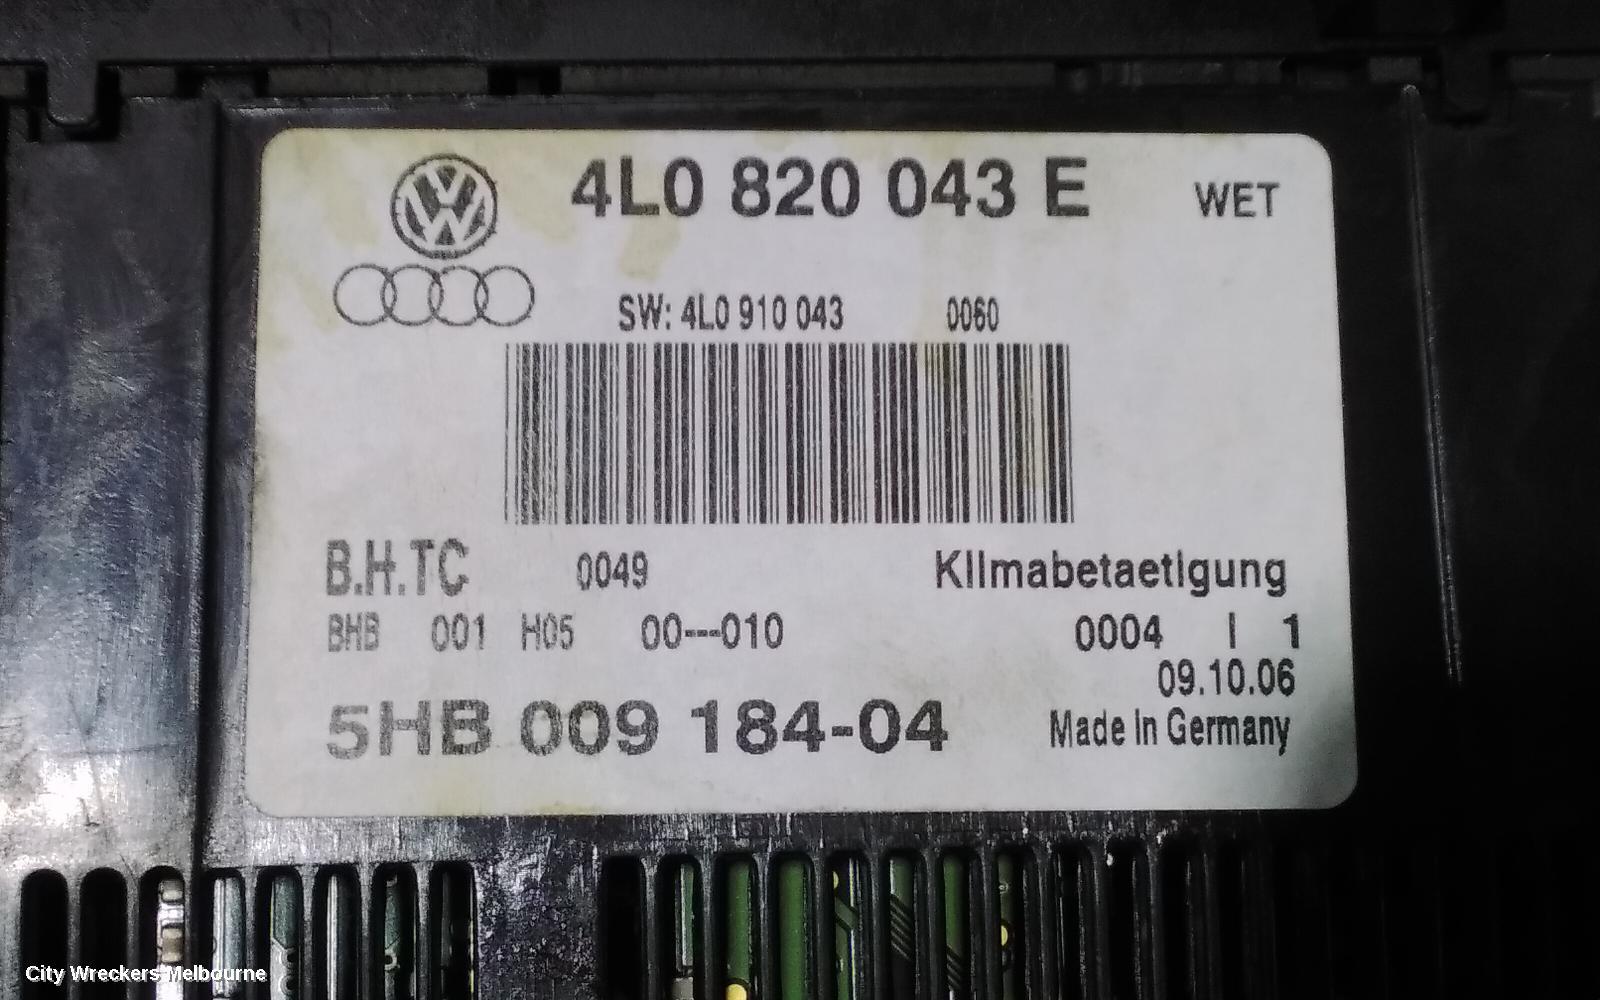 4L0 820 043 E WET
SW: 4L0 910 043 0060
B.H.TC 0049 Klimabetaetigung
BHB 001 H05 00---010 0004 I 1
09.10.06
5HB 009 184-04 Made in Germany
City Wreckers Melbourne